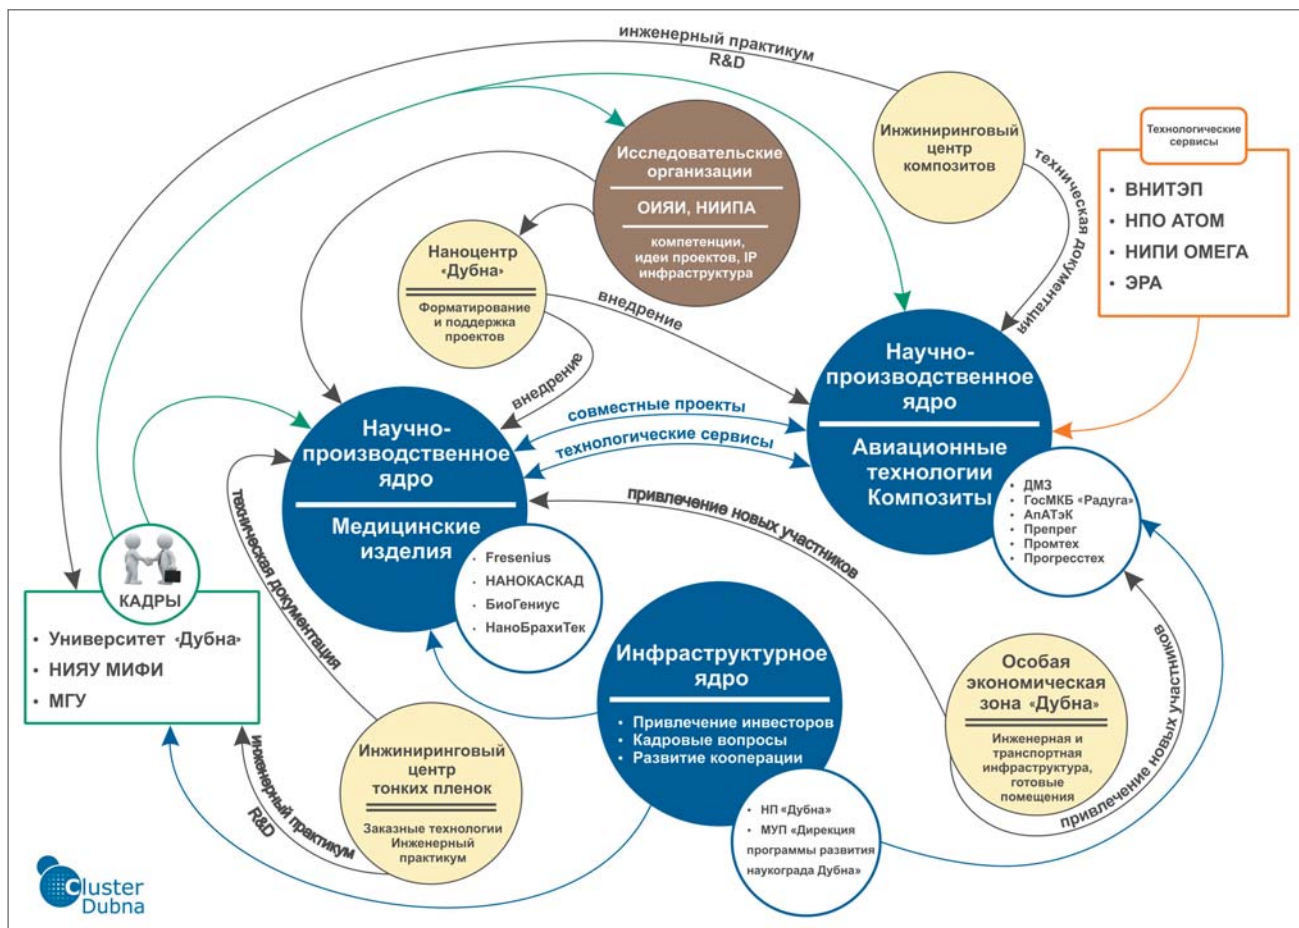 инженерный практикум
R&D
Инжиниринговый
центр
композитов
техническая документация
Технологические
сервисы
• ВНИТЭП
• НПО АТОМ
• НИПИ ОМЕГА
• ЭРА
Исследовательские
организации
ОИЯИ, НИИПА
компетенции,
идеи проектов, IP
инфраструктура
Наноцентр
«Дубна»
Форматирование
и поддержка
проектов
внедрение
внедрение
Научно-
производственное
ядро
Авиационные
технологии
Композиты
• ДМЗ
• ГосМКБ «Радуга»
• АпАТэК
• Препрег
• Промтех
• Прогресстех
совместные проекты
технологические сервисы
Научно-
производственное
ядро
Медицинские
изделия
• Fresenius
• НАНОКАСКАД
• БиоГениус
• НаноБрахиТек
привлечение новых участников
техническая документация
КАДРЫ
• Университет «Дубна»
• НИЯУ МИФИ
• МГУ
Инфраструктурное
ядро
• Привлечение инвесторов
• Кадровые вопросы
• Развитие кооперации
• НП «Дубна»
• МУП «Дирекция
программы развития
наукограда Дубна»
Особая
экономическая
зона «Дубна»
Инженерная и
транспортная
инфраструктура,
готовые
помещения
привлечение новых участников
Инжиниринговый
центр
тонких пленок
Заказные технологии
Инженерный
практикум
инженерный практикум
R&D
Cluster
Dubna